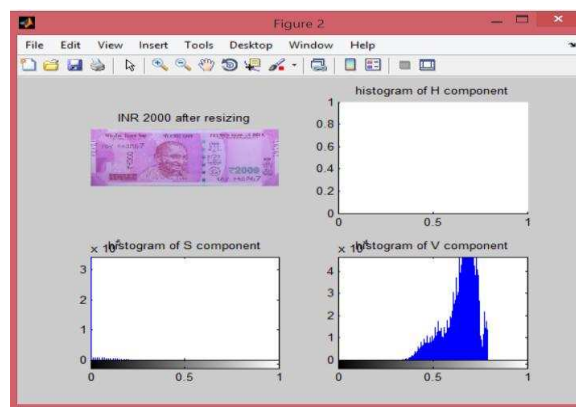 Figure 2
File Edit View Insert Tools Desktop Window Help
INR 2000 after resizing
₹2000
histogram of H component
1
0.8
0.6
0.4
0.2
0
0 0.5 1
histogram of S component
3
2
1
0
0 0.5 1
histogram of V component
4
3
2
1
0
0 0.5 1